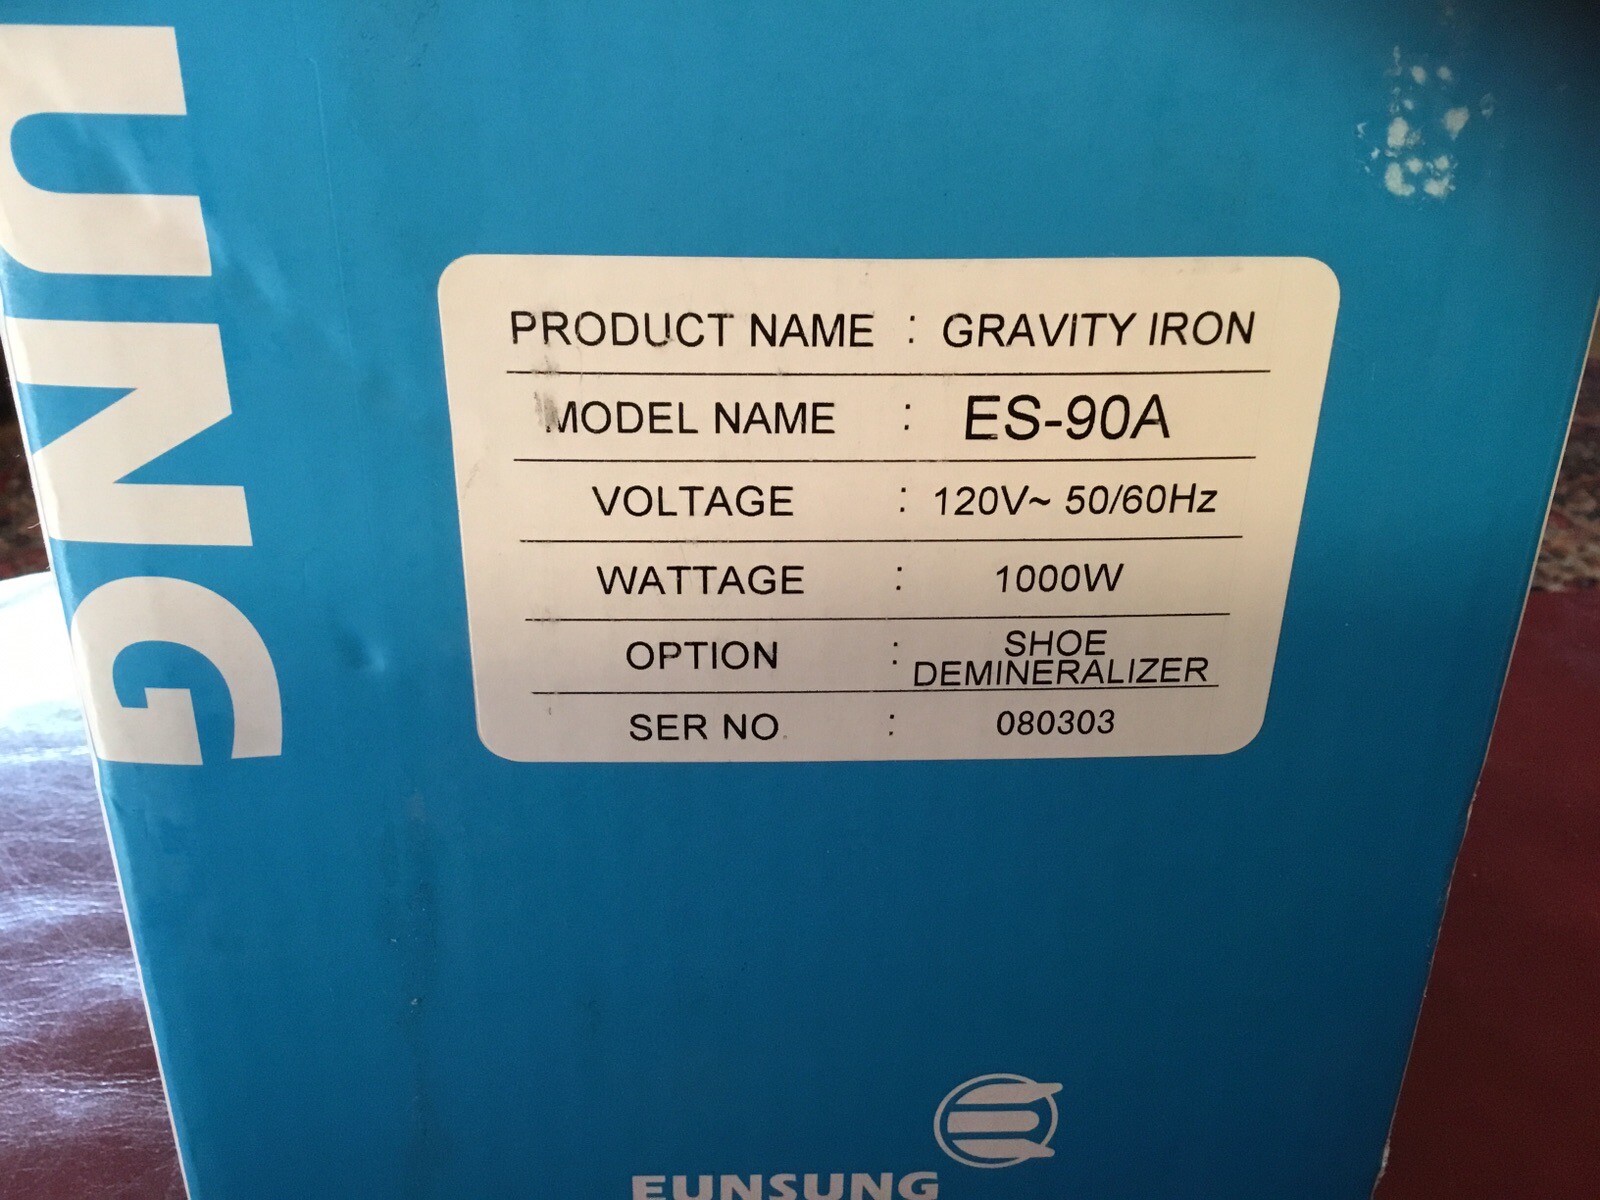 UNG
PRODUCT NAME : GRAVITY IRON
MODEL NAME : ES-90A
VOLTAGE : 120V~ 50/60Hz
WATTAGE : 1000W
OPTION : SHOE
DEMINERALIZER
SER NO. : 080303
EUNSUNG